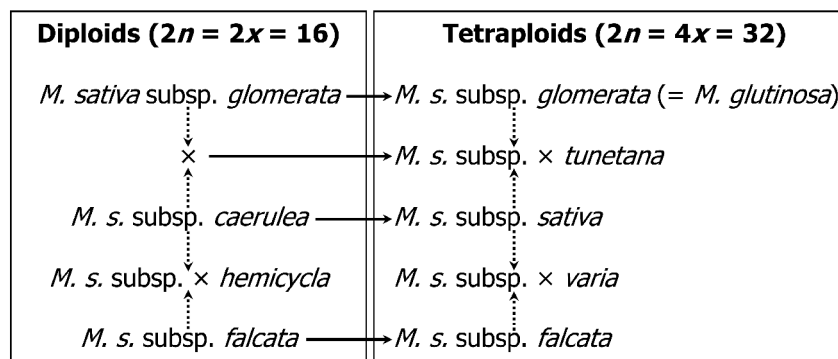 Diploids (2n = 2x = 16)
Tetraploids (2n = 4x = 32)
M. sativa subsp. glomerata
M. s. subsp. glomerata (= M. glutinosa)
×
M. s. subsp. × tunetana
M. s. subsp. caerulea
M. s. subsp. sativa
M. s. subsp. × hemicycla
M. s. subsp. × varia
M. s. subsp. falcata
M. s. subsp. falcata